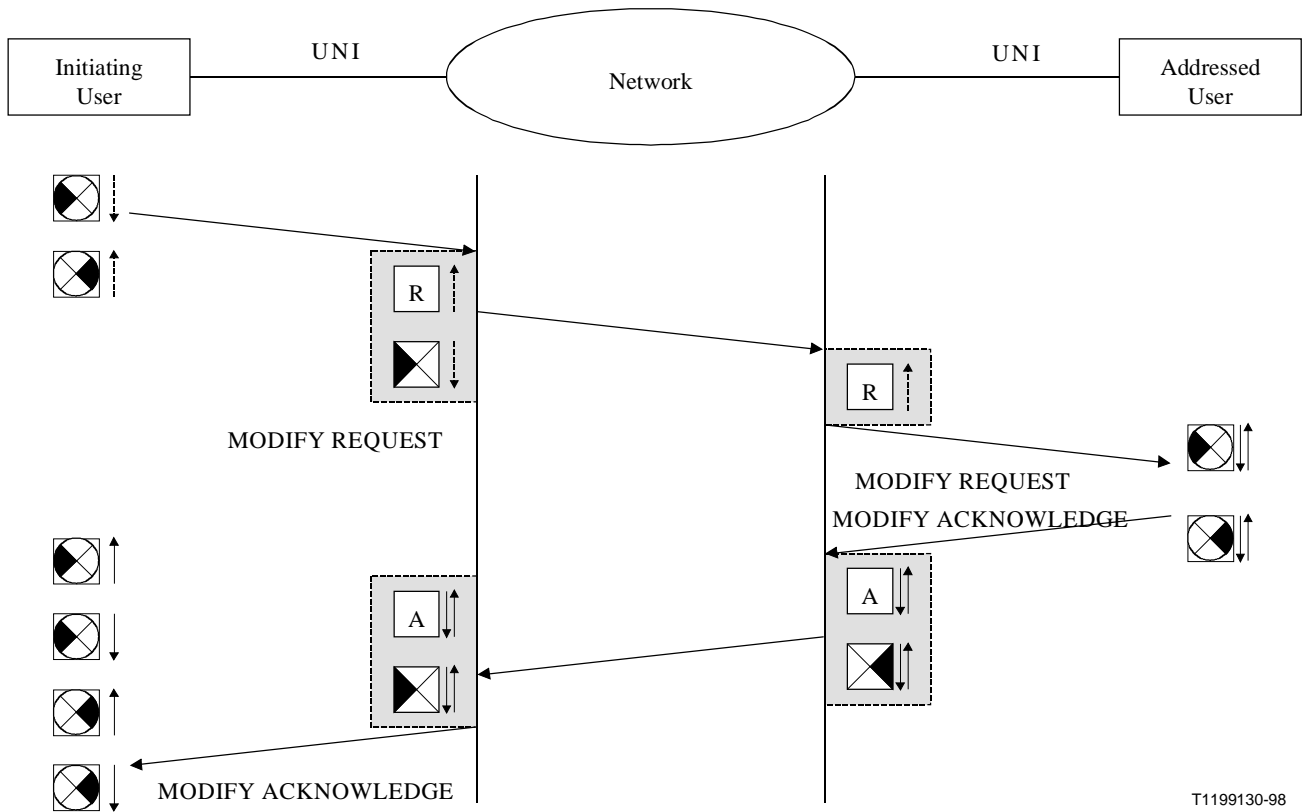 UNI
UNI
Initiating
User
Network
Addressed
User
R
R
MODIFY REQUEST
MODIFY REQUEST
MODIFY ACKNOWLEDGE
A
A
MODIFY ACKNOWLEDGE
T1199130-98